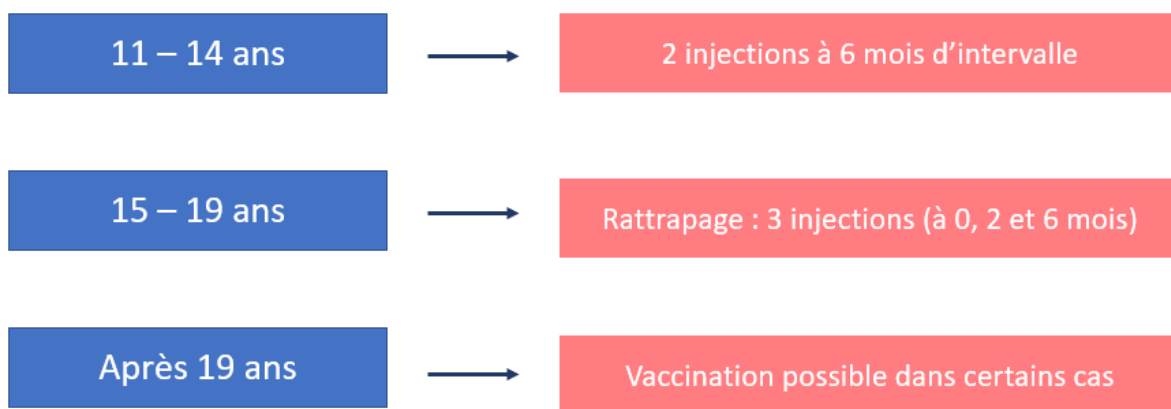 11 – 14 ans
2 injections à 6 mois d’intervalle
15 – 19 ans
Rattrapage : 3 injections (à 0, 2 et 6 mois)
Après 19 ans
Vaccination possible dans certains cas